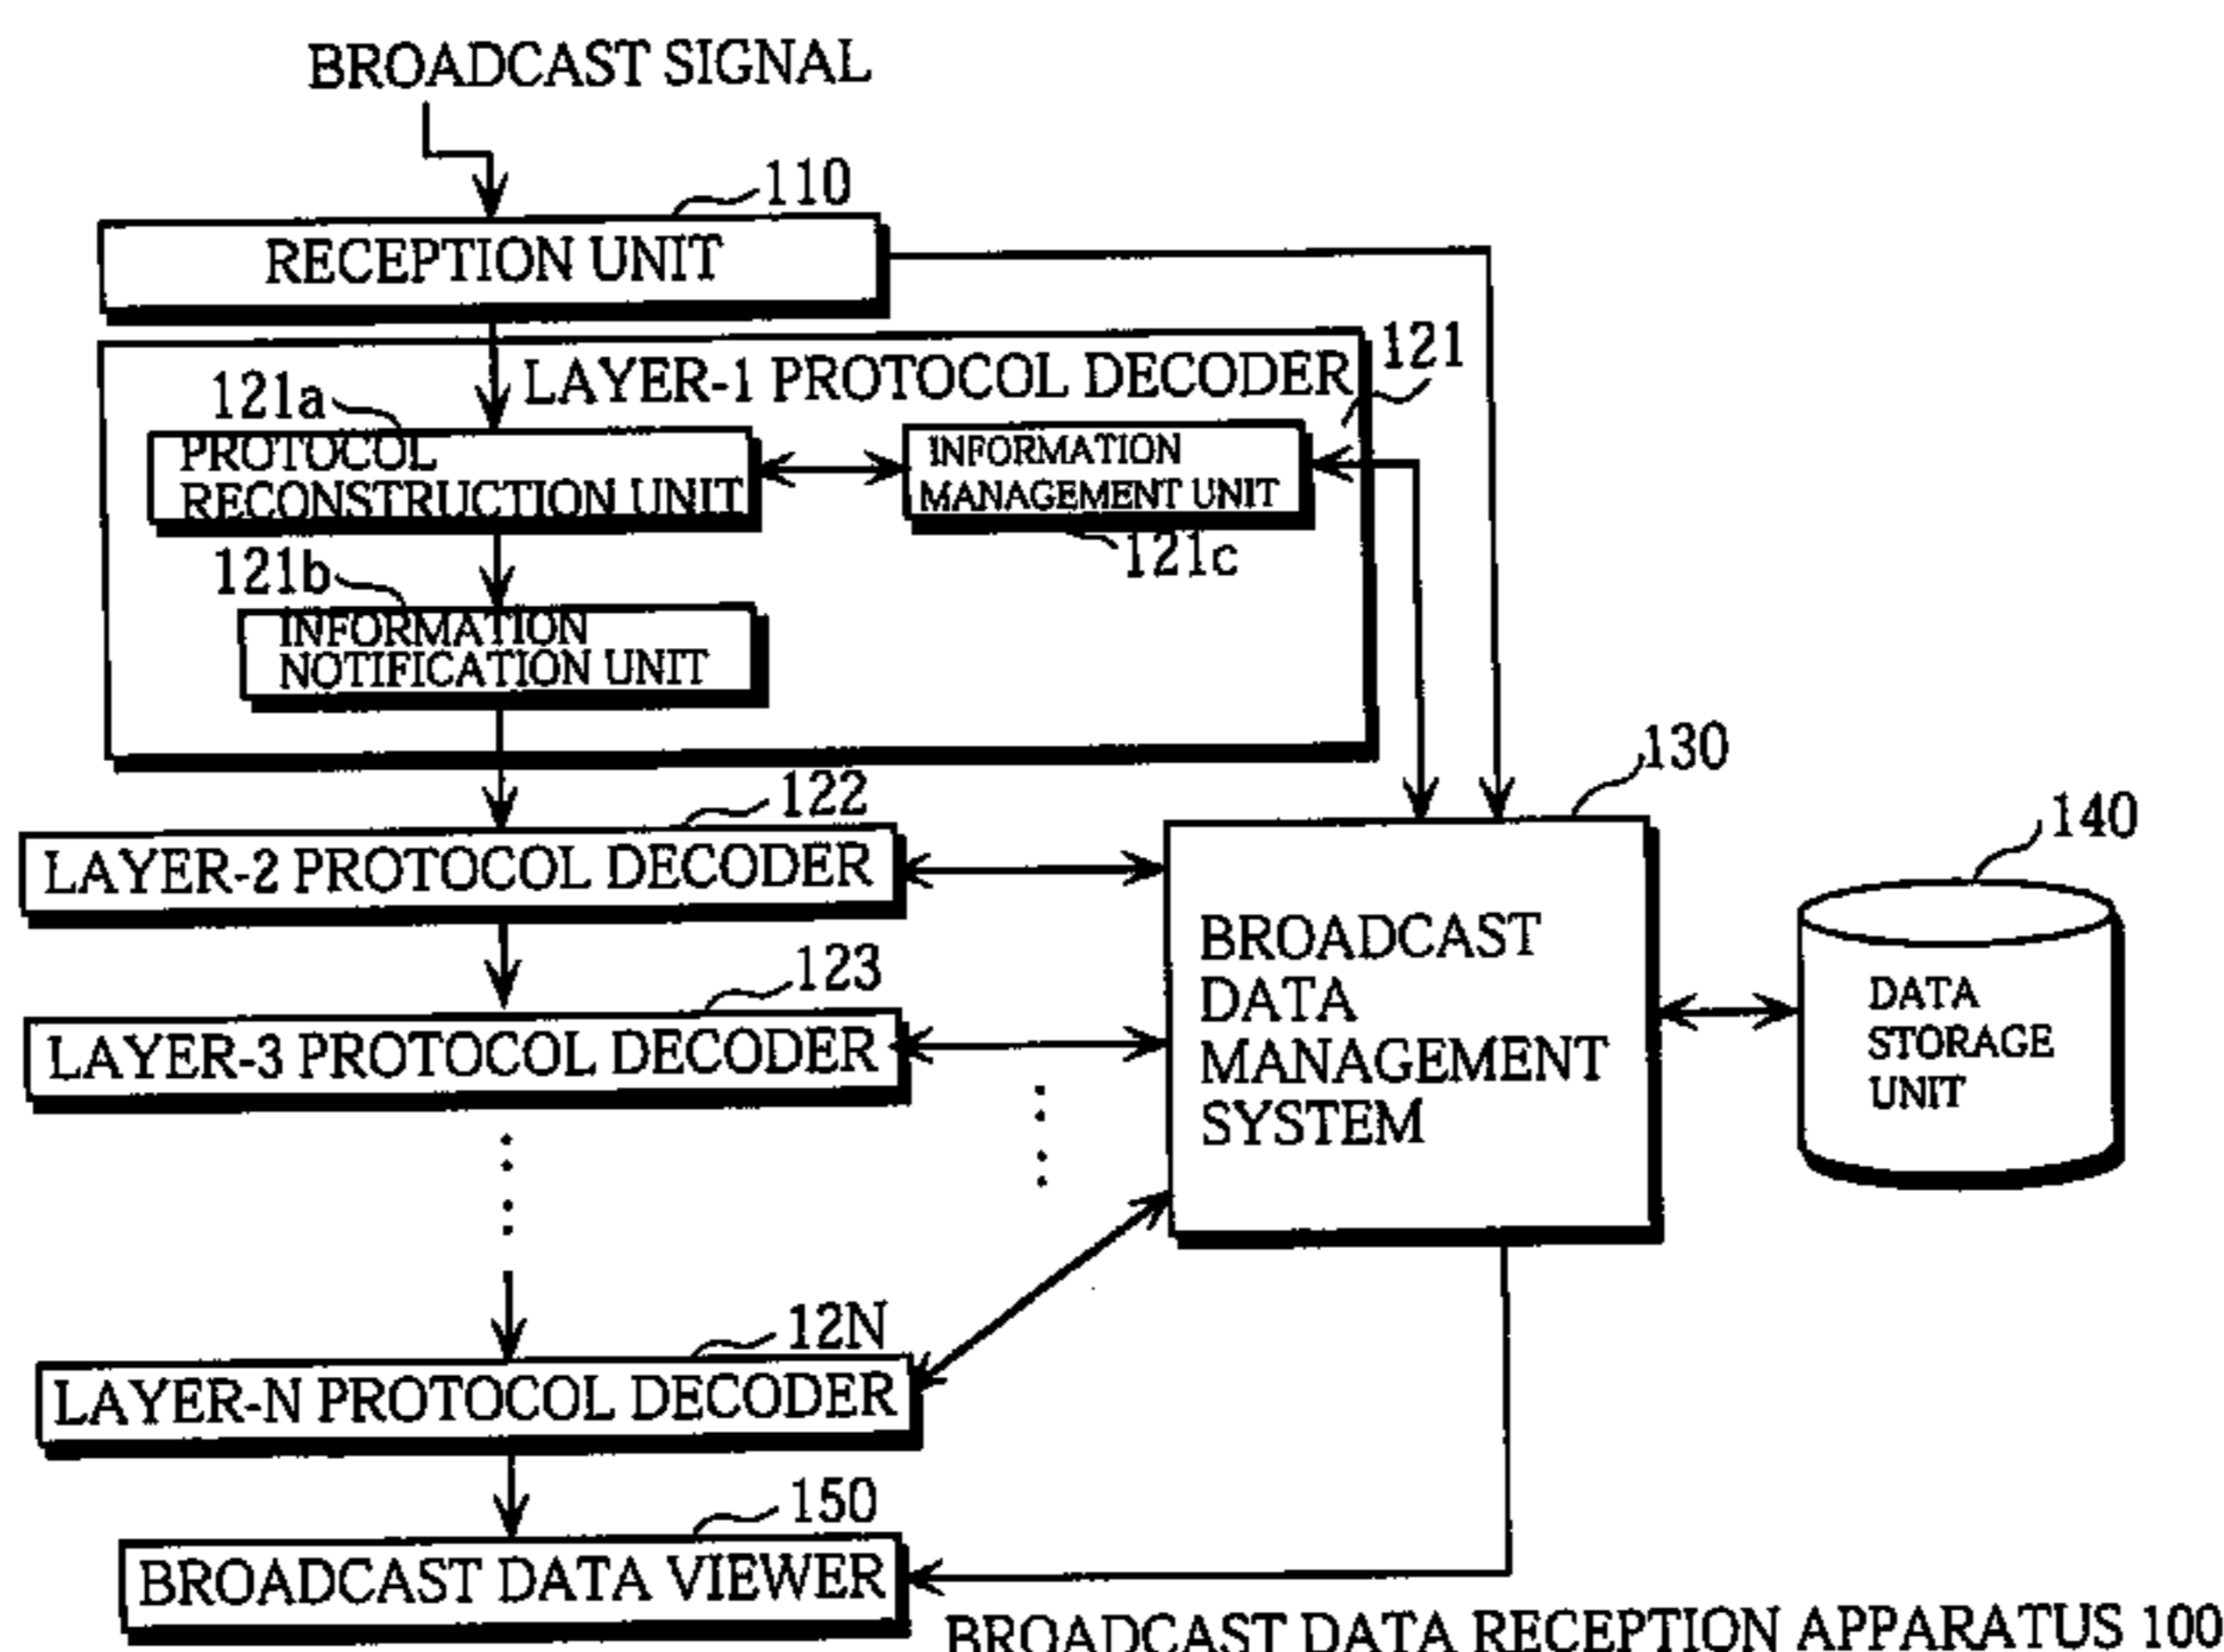 BROADCAST SIGNAL
110
RECEPTION UNIT
LAYER-1 PROTOCOL DECODER
121
121a
PROTOCOL
RECONSTRUCTION UNIT
INFORMATION
MANAGEMENT UNIT
121c
121b
INFORMATION
NOTIFICATION UNIT
122
LAYER-2 PROTOCOL DECODER
123
LAYER-3 PROTOCOL DECODER
130
BROADCAST
DATA
MANAGEMENT
SYSTEM
140
DATA
STORAGE
UNIT
12N
LAYER-N PROTOCOL DECODER
150
BROADCAST DATA VIEWER
BROADCAST DATA RECEPTION APPARATUS 100